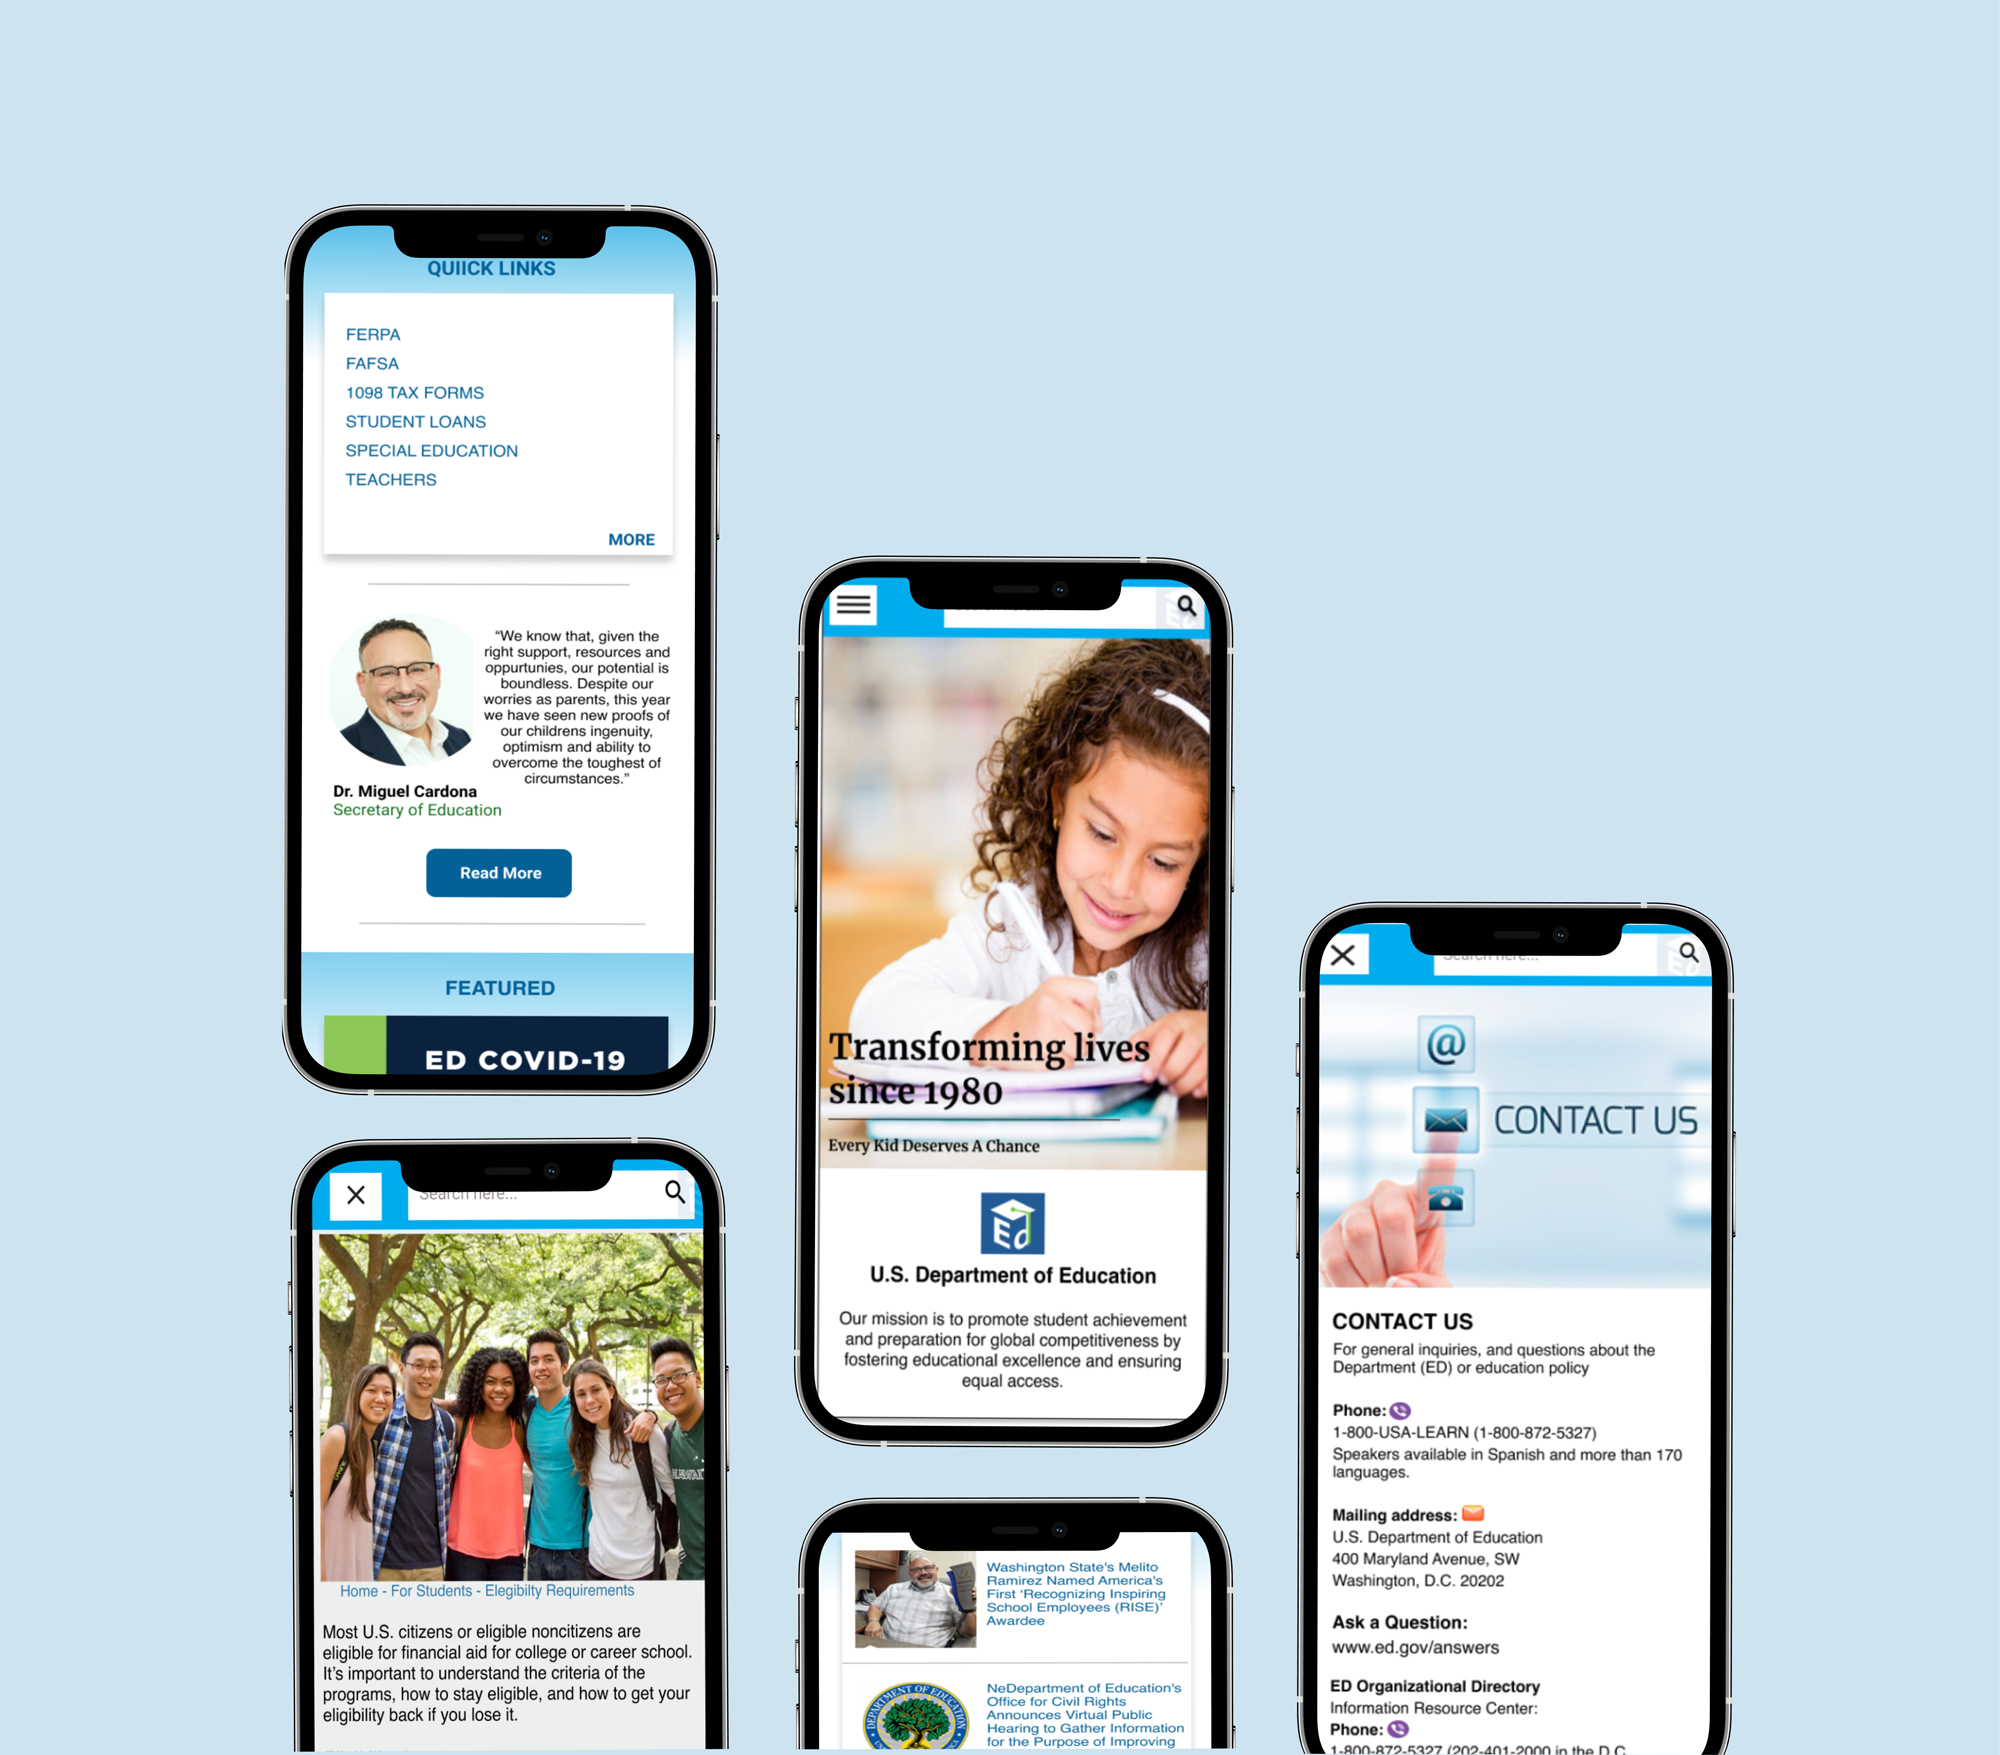 QUIICK LINKS
FERPA
FAFSA
1098 TAX FORMS
STUDENT LOANS
SPECIAL EDUCATION
TEACHERS
MORE
“We know that, given the
right support, resources and
oppurtunies, our potential is
boundless. Despite our
worries as parents, this year
we have seen new proofs of
our childrens ingenuity,
optimism and ability to
overcome the toughest of
circumstances.”
Dr. Miguel Cardona
Secretary of Education
Read More
FEATURED
ED COVID-19
Search here...
Home - For Students - Elegibilty Requirements
Most U.S. citizens or eligible noncitizens are
eligible for financial aid for college or career school.
It’s important to understand the criteria of the
programs, how to stay eligible, and how to get your
eligibility back if you lose it.
Ed
Transforming lives
since 1980
Every Kid Deserves A Chance
Ed
U.S. Department of Education
Our mission is to promote student achievement
and preparation for global competitiveness by
fostering educational excellence and ensuring
equal access.
Washington State's Melito
Ramirez Named America's
First ‘Recognizing Inspiring
School Employees (RISE)’
Awardee
DEPARTMENT OF EDUCATION
NeDepartment of Education's
Office for Civil Rights
Announces Virtual Public
Hearing to Gather Information
for the Purpose of Improving
Search here...
Ed
@
CONTACT US
CONTACT US
For general inquiries, and questions about the
Department (ED) or education policy
Phone:
1-800-USA-LEARN (1-800-872-5327)
Speakers available in Spanish and more than 170
languages.
Mailing address:
U.S. Department of Education
400 Maryland Avenue, SW
Washington, D.C. 20202
Ask a Question:
www.ed.gov/answers
ED Organizational Directory
Information Resource Center:
Phone:
1-800-872-5327 (202-401-2000 in the D.C.